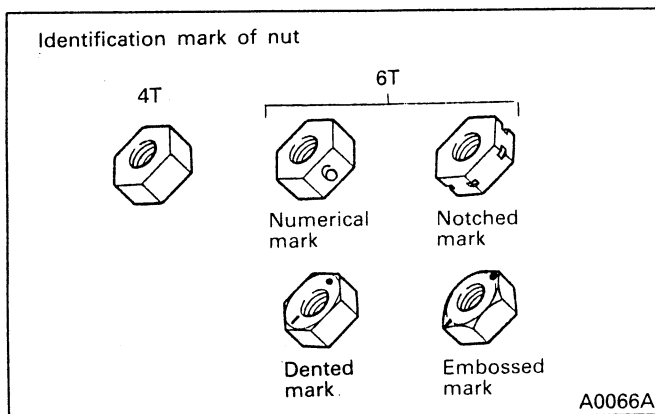 Identification mark of nut
4T
6T
6
Numerical
mark
Notched
mark
Dented
mark.
Embossed
mark
A0066A